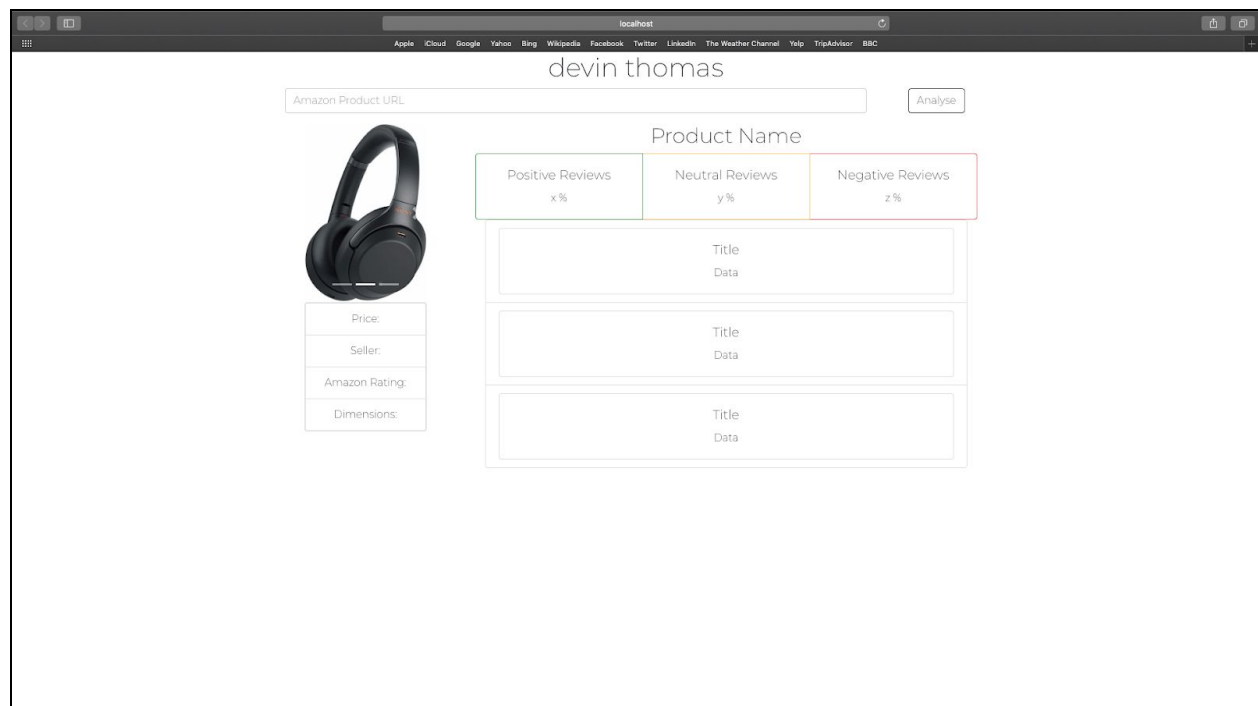 localhost
Apple iCloud Google Yahoo Bing Wikipedia Facebook Twitter LinkedIn The Weather Channel Yelp TripAdvisor BBC
devin thomas
Amazon Product URL
Analyse
Product Name
Positive Reviews
x %
Neutral Reviews
y %
Negative Reviews
z %
Price:
Seller:
Amazon Rating:
Dimensions:
Title
Data
Title
Data
Title
Data